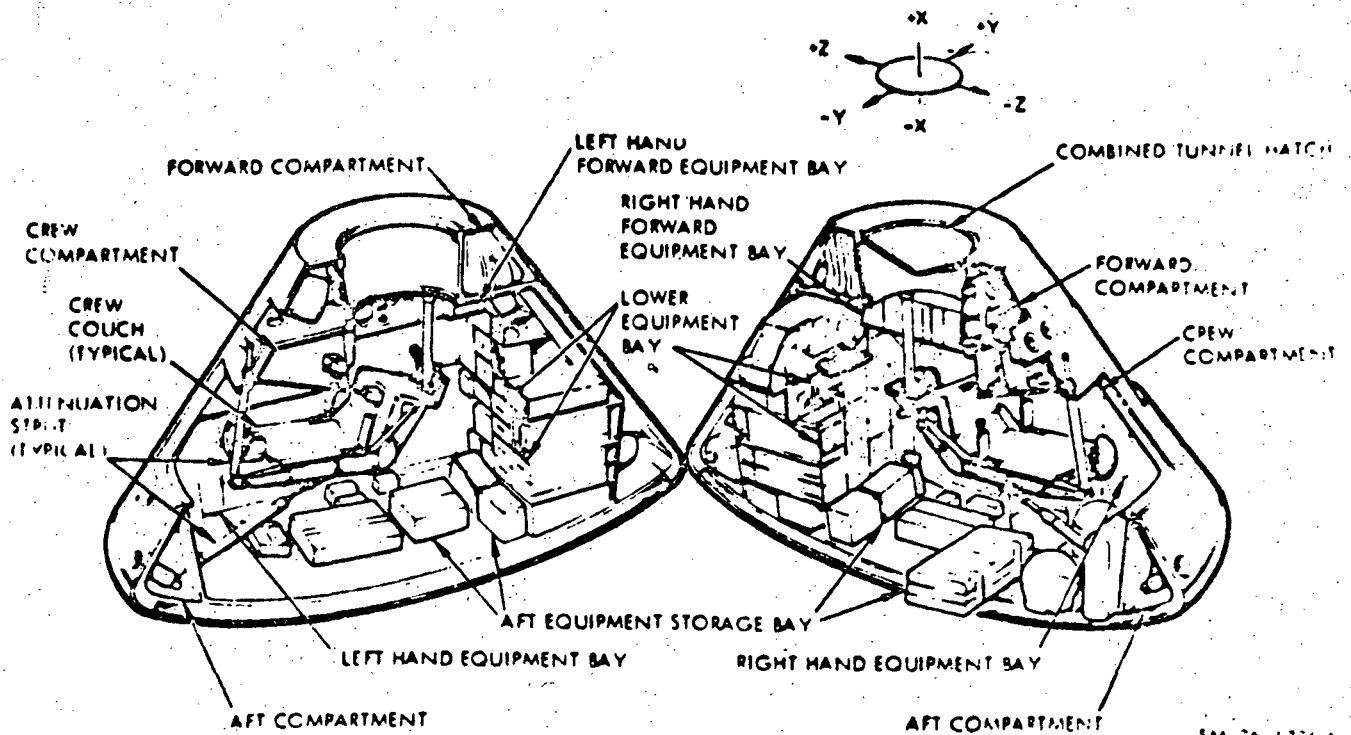 +X
+Y
+Z
-Y
-Z
-X
LEFT HAND
FORWARD EQUIPMENT BAY
COMBINED TUNNEL HATCH
FORWARD COMPARTMENT
RIGHT HAND
FORWARD
EQUIPMENT BAY
CREW
COMPARTMENT
FORWARD
COMPARTMENT
CREW
COUCH
(TYPICAL)
LOWER
EQUIPMENT
BAY
CREW
COMPARTMENT
ATTENUATION
STRUT
(TYPICAL)
AFT EQUIPMENT STORAGE BAY
LEFT HAND EQUIPMENT BAY
RIGHT HAND EQUIPMENT BAY
AFT COMPARTMENT
AFT COMPARTMENT